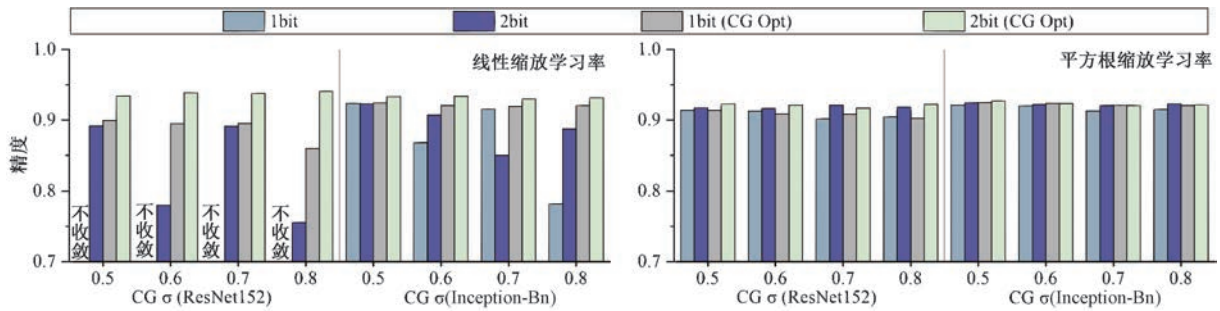 1bit 2bit 1bit (CG Opt) 2bit (CG Opt)
线性缩放学习率
精度
1.0
0.9
0.8
0.7
不收敛
不收敛
不收敛
不收敛
0.5 0.6 0.7 0.8 0.5 0.6 0.7 0.8
CG σ (ResNet152) CG σ(Inception-Bn)
平方根缩放学习率
1.0
0.9
0.8
0.7
0.5 0.6 0.7 0.8 0.5 0.6 0.7 0.8
CG σ (ResNet152) CG σ(Inception-Bn)